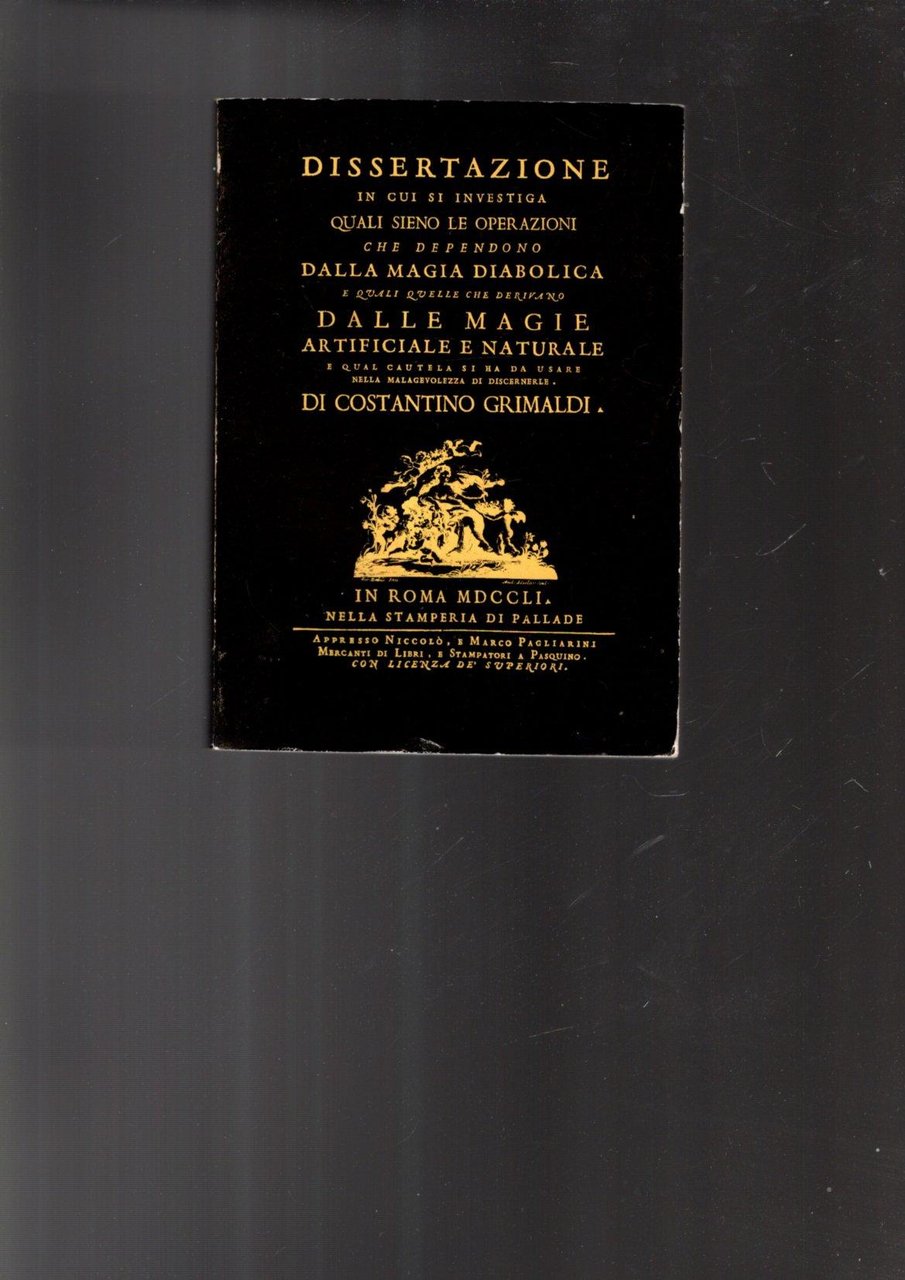 DISSERTAZIONE
IN CUI SI INVESTIGA
QUALI SIENO LE OPERAZIONI
CHE DEPENDONO
DALLA MAGIA DIABOLICA
E QUALI QUELLE CHE DERIVANO
DALLE MAGIE
ARTIFICIALE E NATURALE
E QUAL CAUTELA SI HA DA USARE
NELLA MALAGEVOLEZZA DI DISCERNERLE.
DI COSTANTINO GRIMALDI.
IN ROMA MDCCLI.
NELLA STAMPERIA DI PALLADE
APPRESSO NICCOLÒ, E MARCO PAGLIARINI
MERCANTI DI LIBRI, E STAMPATORI A PASQUINO.
CON LICENZA DE' SUPERIORI.